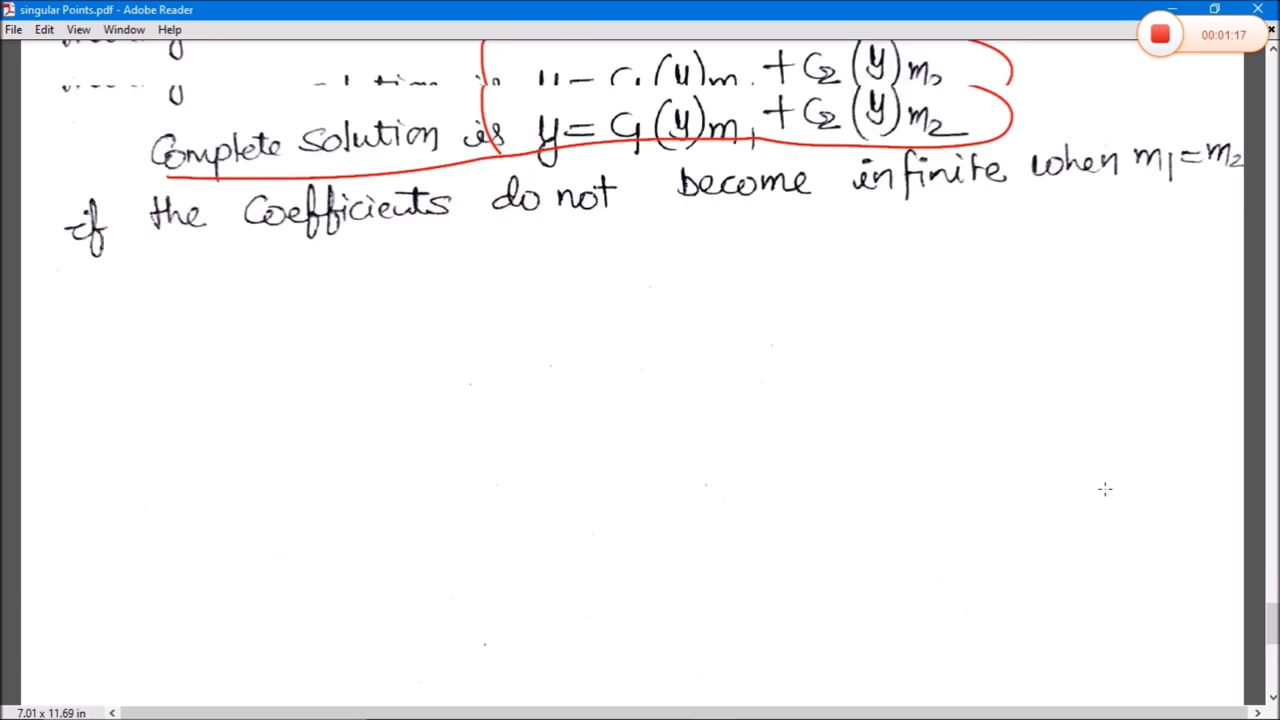 singular Points.pdf - Adobe Reader
File Edit View Window Help
00:01:17
Complete solution is y = C1 (y)m1 + C2 (y)m2
if the coefficients do not become infinite when m1 = m2
7.01 x 11.69 in